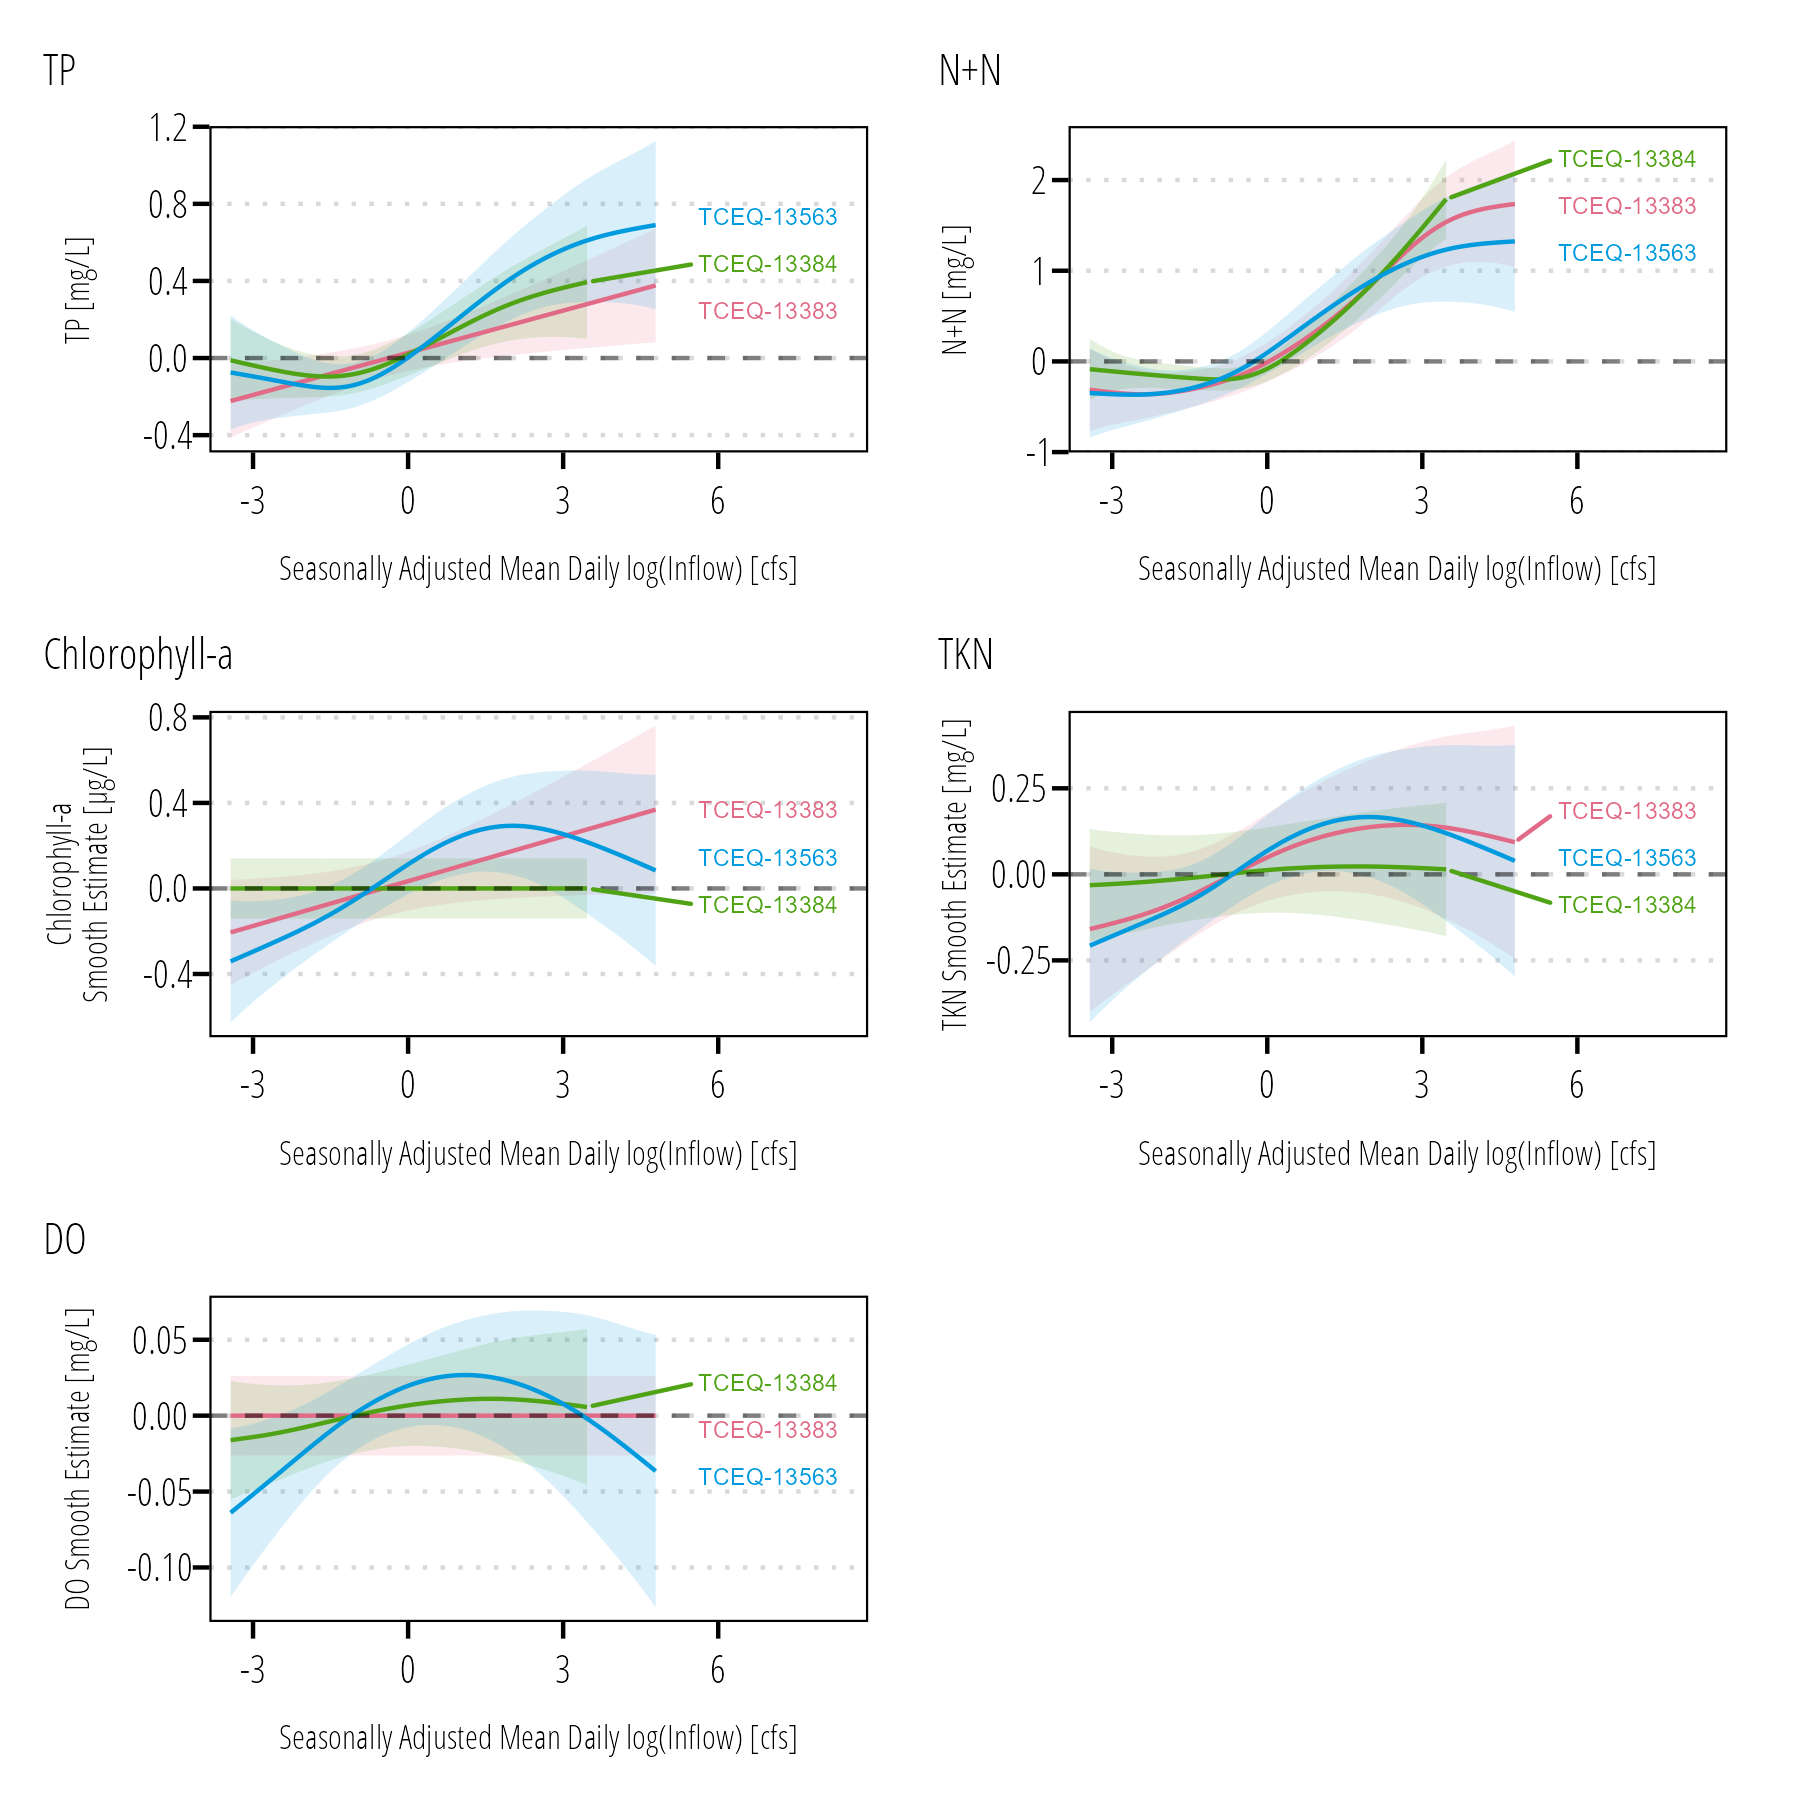 TP
1.2
0.8
0.4
0.0
-0.4
TP [mg/L]
TCEQ-13563
TCEQ-13384
TCEQ-13383
-3 0 3 6
Seasonally Adjusted Mean Daily log(Inflow) [cfs]
N+N
2
1
0
-1
N+N [mg/L]
TCEQ-13384
TCEQ-13383
TCEQ-13563
-3 0 3 6
Seasonally Adjusted Mean Daily log(Inflow) [cfs]
Chlorophyll-a
0.8
0.4
0.0
-0.4
Chlorophyll-a
Smooth Estimate [µg/L]
TCEQ-13383
TCEQ-13563
TCEQ-13384
-3 0 3 6
Seasonally Adjusted Mean Daily log(Inflow) [cfs]
TKN
0.25
0.00
-0.25
TKN Smooth Estimate [mg/L]
TCEQ-13383
TCEQ-13563
TCEQ-13384
-3 0 3 6
Seasonally Adjusted Mean Daily log(Inflow) [cfs]
DO
0.05
0.00
-0.05
-0.10
DO Smooth Estimate [mg/L]
TCEQ-13384
TCEQ-13383
TCEQ-13563
-3 0 3 6
Seasonally Adjusted Mean Daily log(Inflow) [cfs]